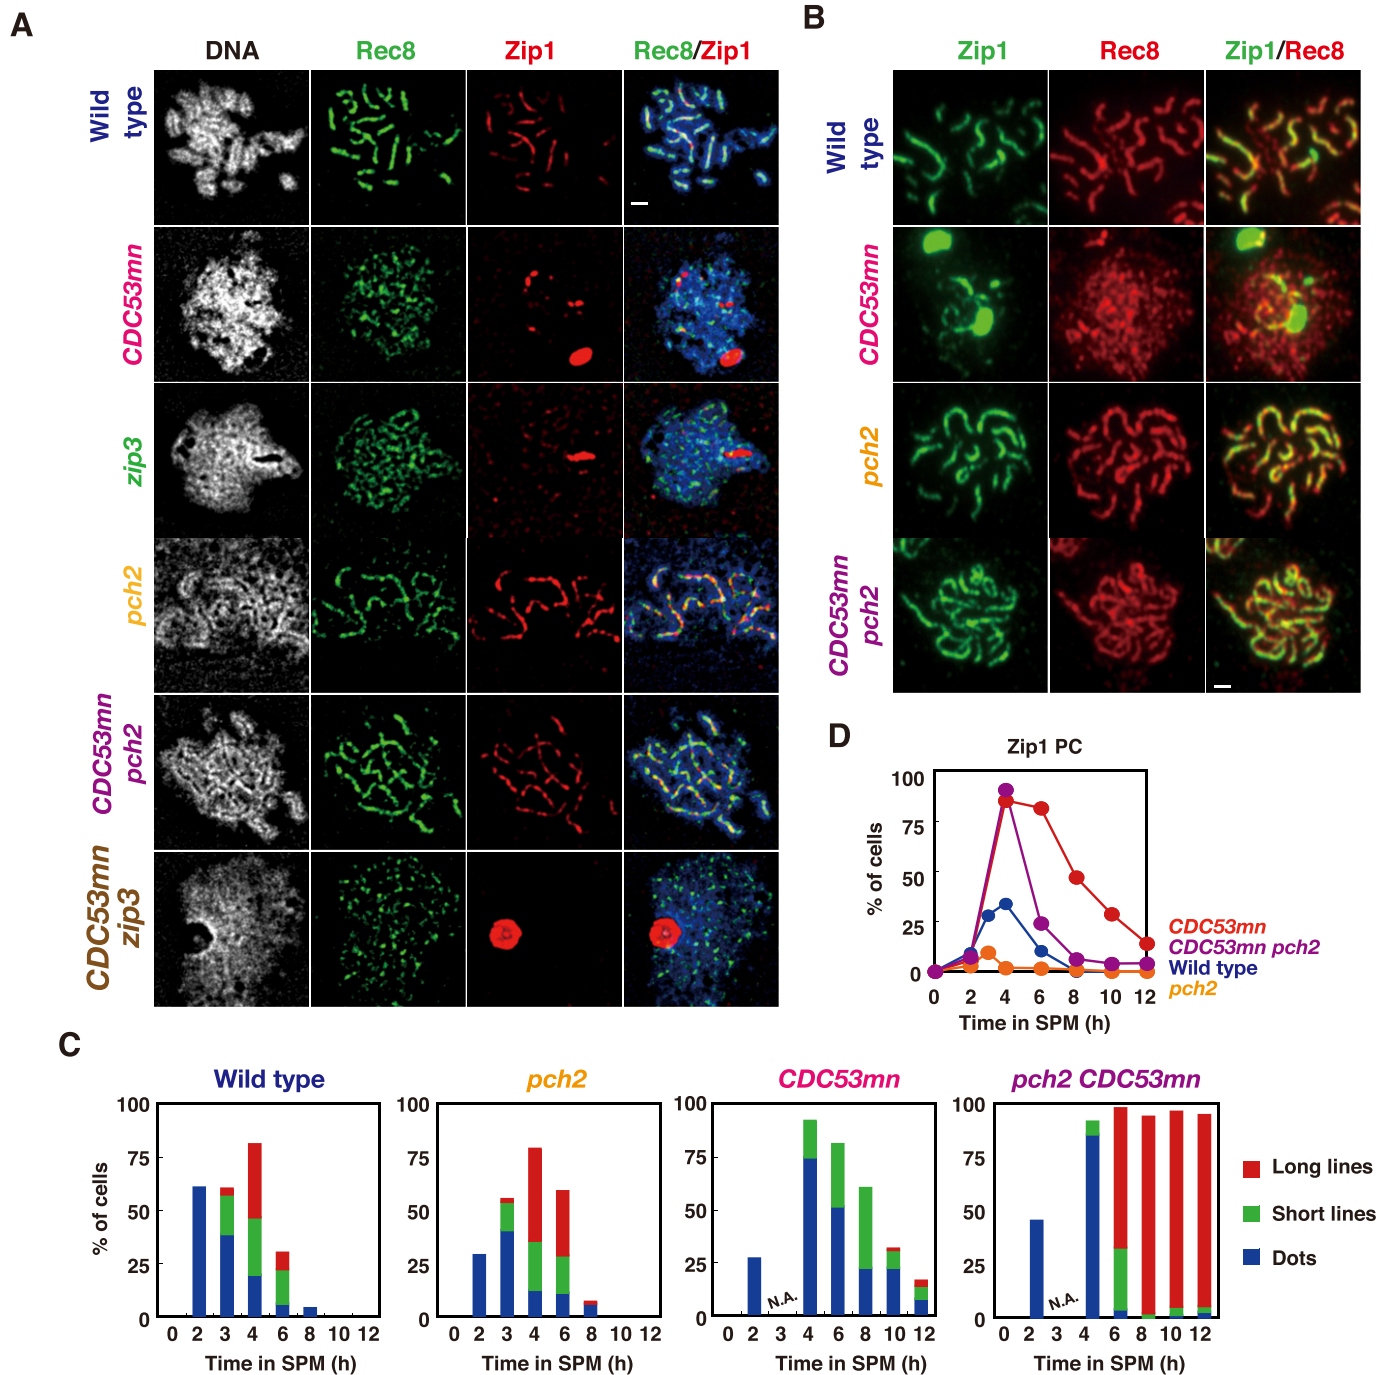 A
DNA Rec8 Zip1 Rec8/Zip1
Wild
type
CDC53mn
zip3
pch2
CDC53mn
pch2
CDC53mn
zip3
B
Zip1 Rec8 Zip1/Rec8
Wild
type
CDC53mn
pch2
CDC53mn
pch2
D
Zip1 PC
% of cells
100
75
50
25
0
0 2 4 6 8 10 12
Time in SPM (h)
CDC53mn
CDC53mn pch2
Wild type
pch2
C
Wild type
% of cells
100
75
50
25
0
0 2 3 4 6 8 10 12
Time in SPM (h)
pch2
100
75
50
25
0
0 2 3 4 6 8 10 12
Time in SPM (h)
CDC53mn
100
75
50
25
0
N.A.
0 2 3 4 6 8 10 12
Time in SPM (h)
pch2 CDC53mn
100
75
50
25
0
N.A.
0 2 3 4 6 8 10 12
Time in SPM (h)
Long lines
Short lines
Dots